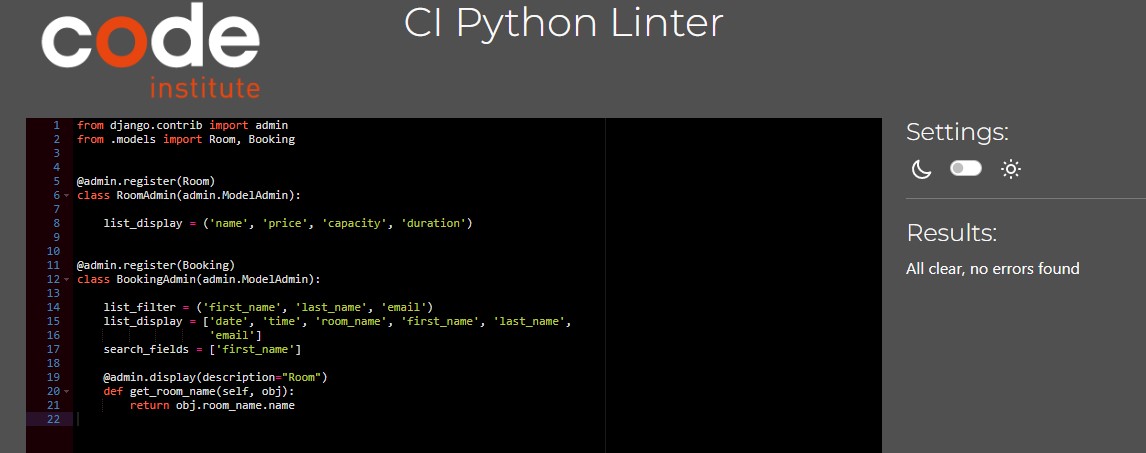 code
institute
CI Python Linter
1 from django.contrib import admin
2 from .models import Room, Booking
3
4
5 @admin.register(Room)
6 class RoomAdmin(admin.ModelAdmin):
7
8     list_display = ('name', 'price', 'capacity', 'duration')
9
10
11 @admin.register(Booking)
12 class BookingAdmin(admin.ModelAdmin):
13
14     list_filter = ('first_name', 'last_name', 'email')
15     list_display = ['date', 'time', 'room_name', 'first_name', 'last_name',
16                     'email']
17     search_fields = ['first_name']
18
19     @admin.display(description="Room")
20     def get_room_name(self, obj):
21         return obj.room_name.name
22
Settings:
Results:
All clear, no errors found